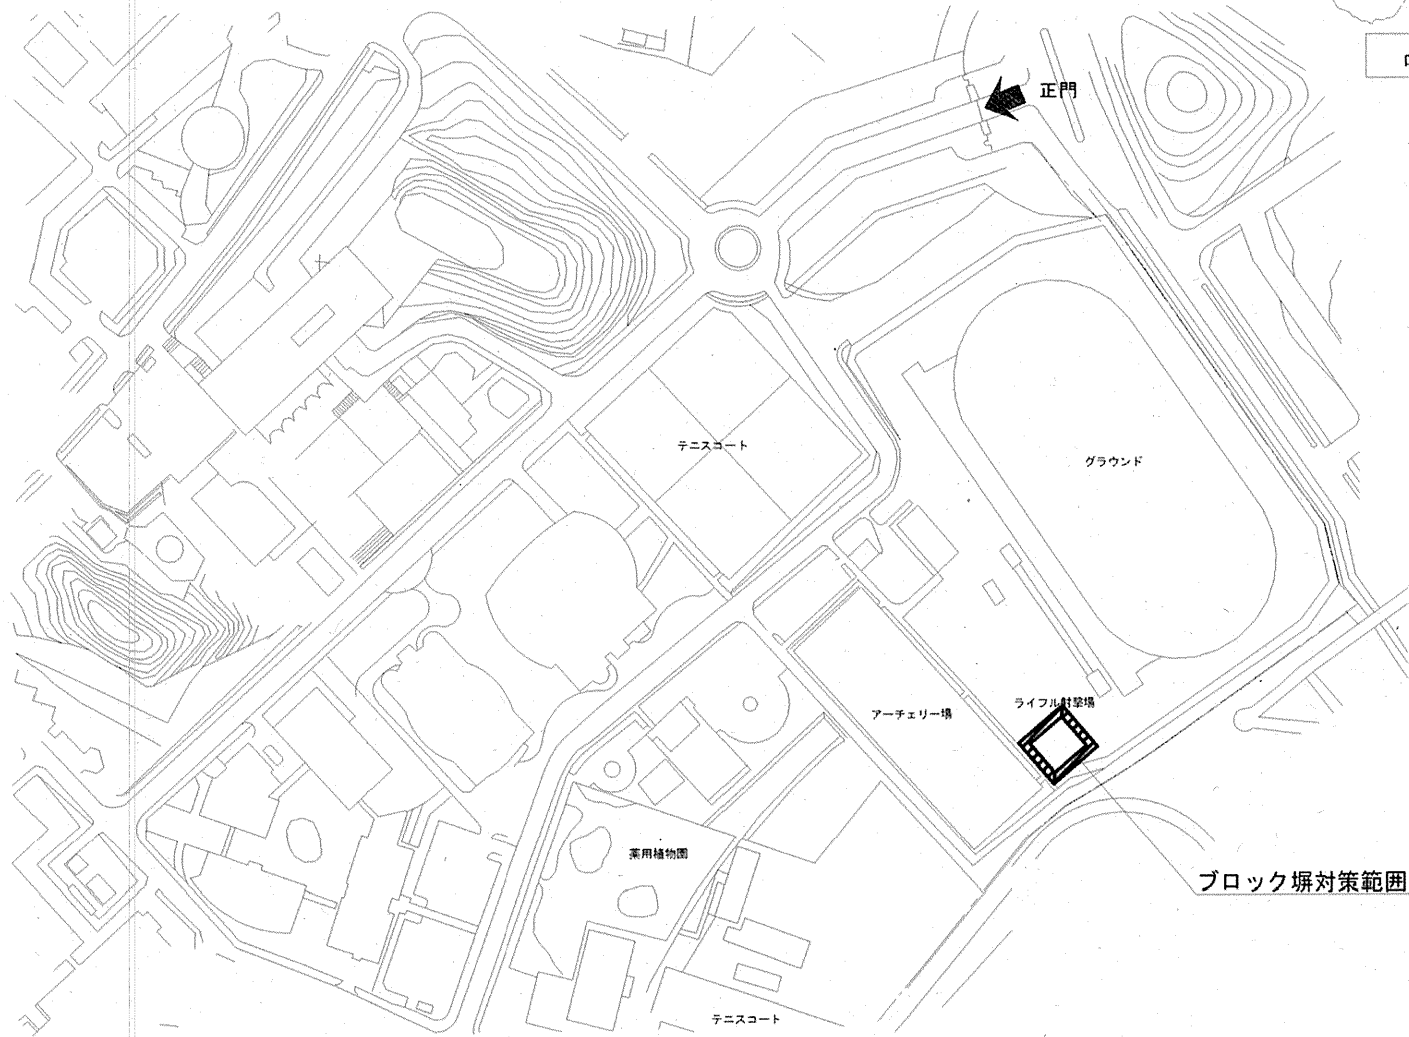 正門
テニスコート
グラウンド
ライフル射撃場
アーチェリー場
薬用植物園
ブロック塀対策範囲
テニスコート